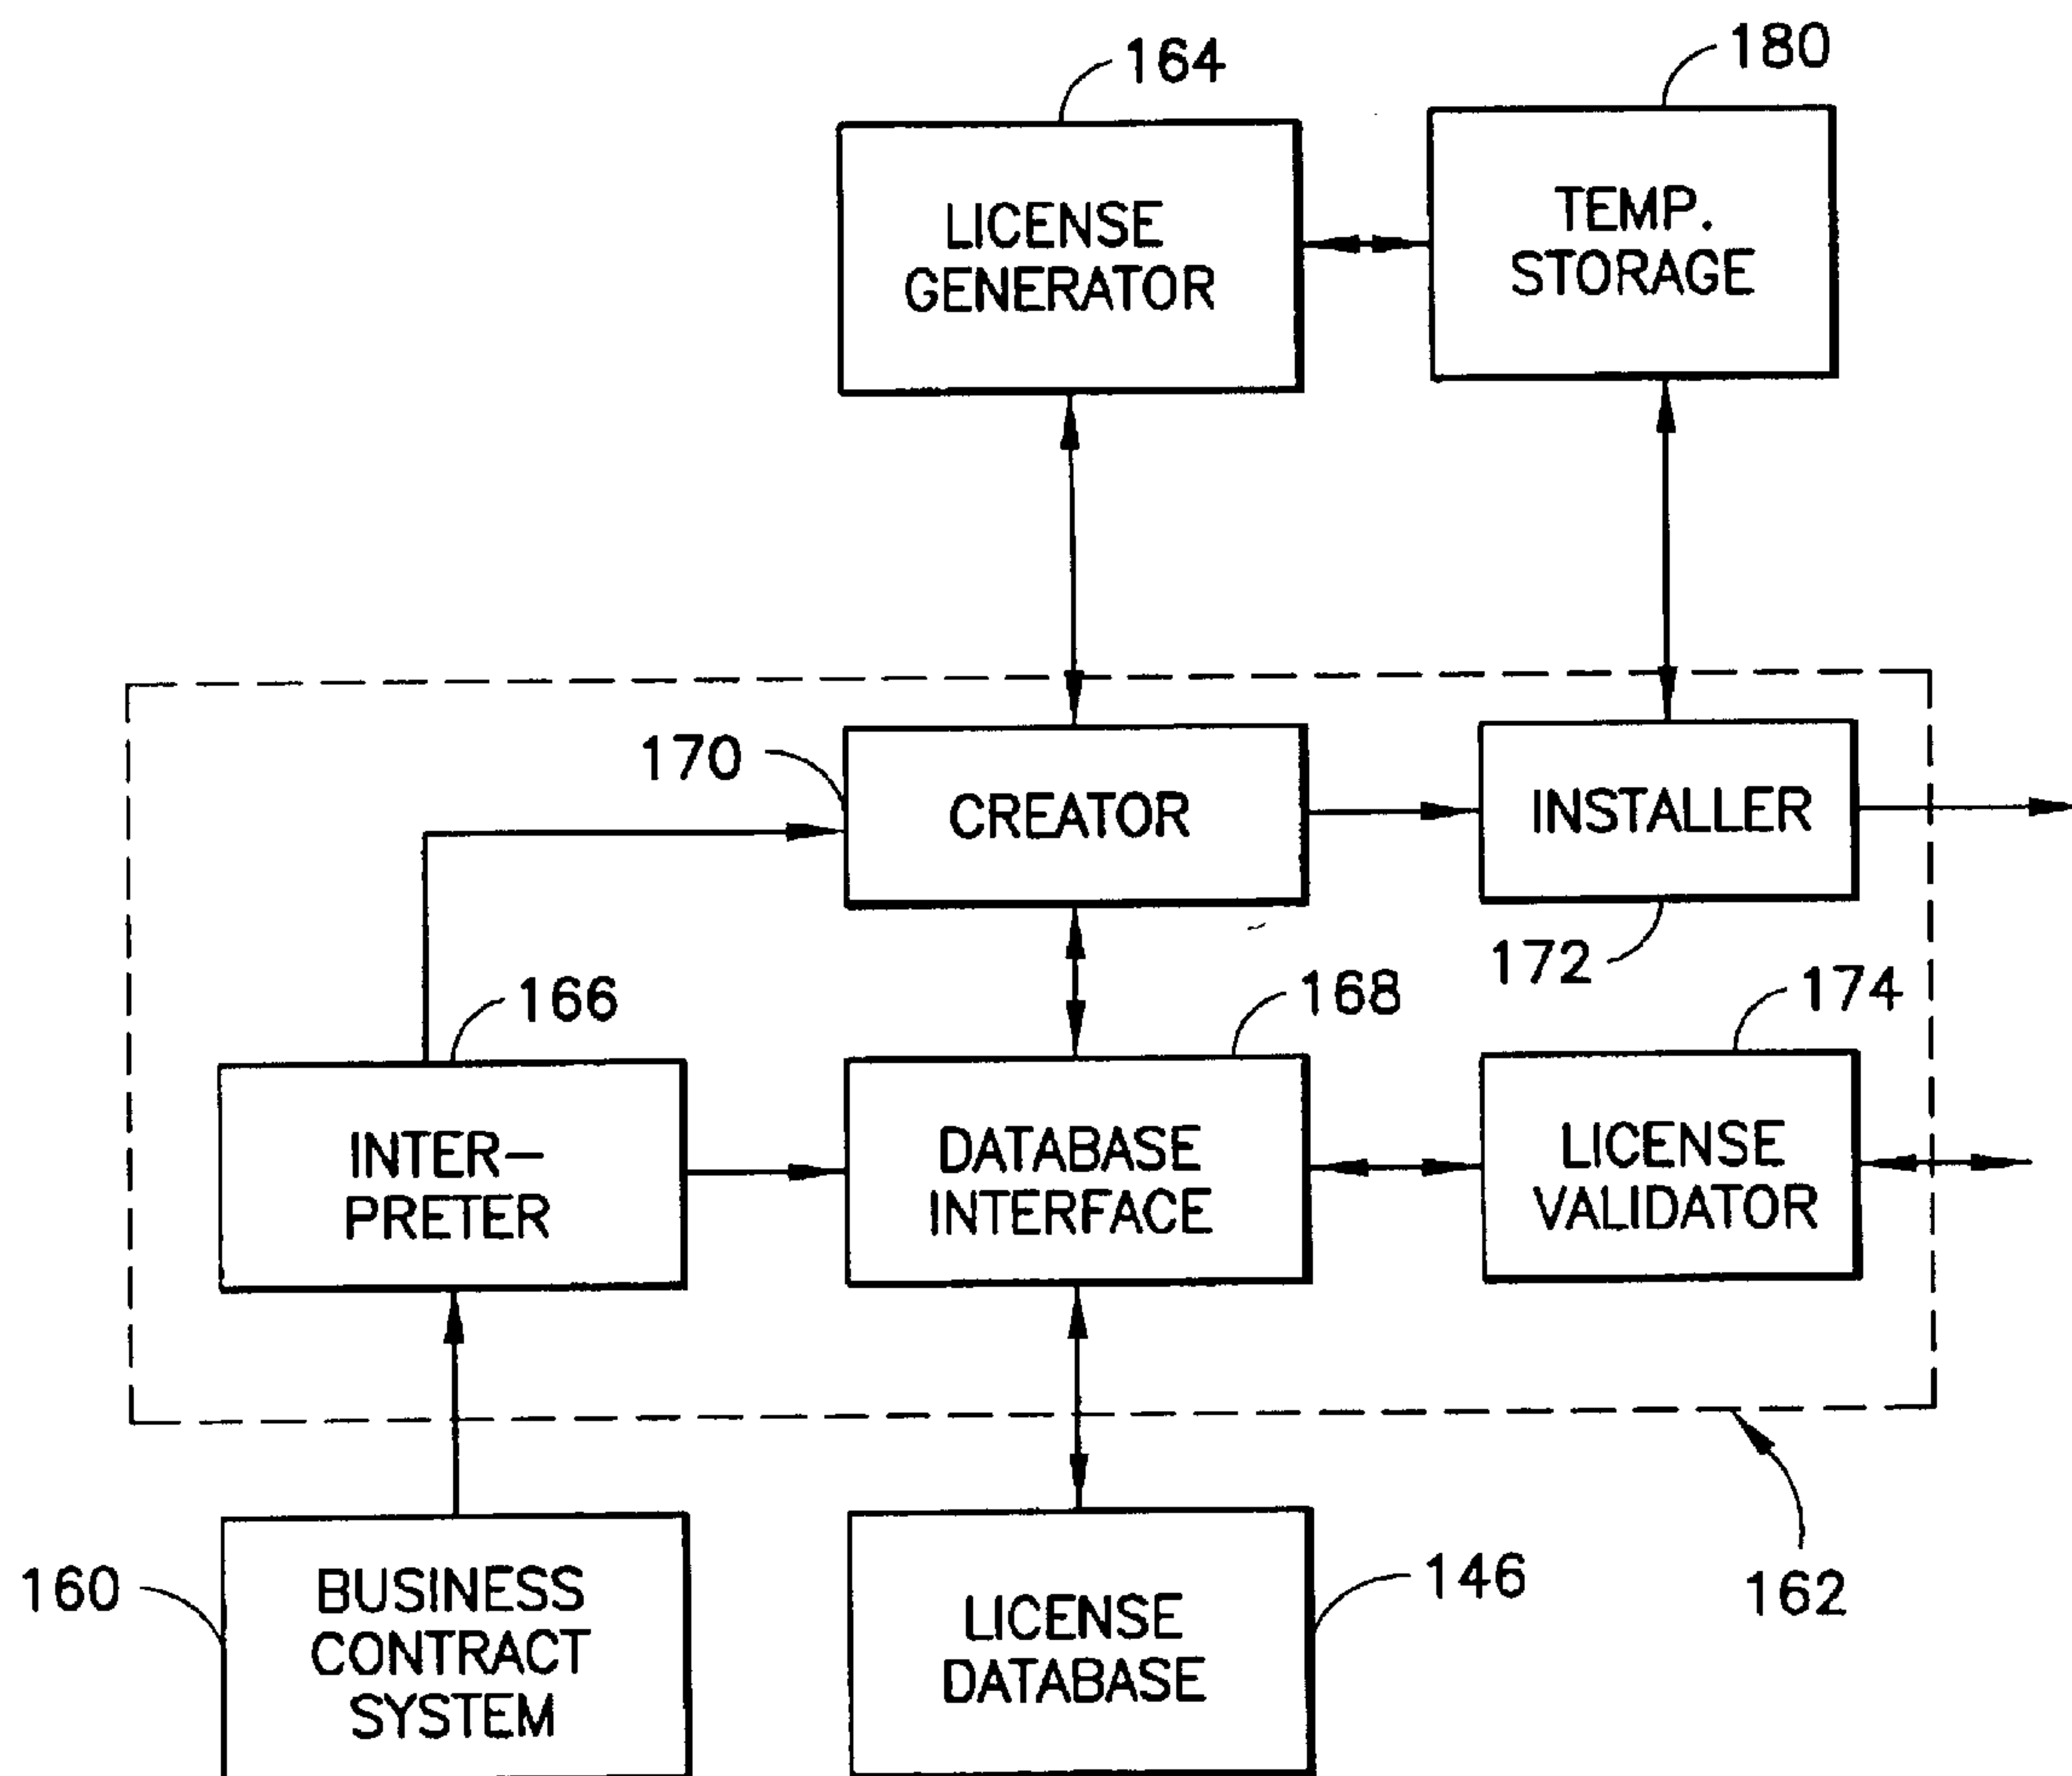 164
180
LICENSE
GENERATOR
TEMP.
STORAGE
170
CREATOR
INSTALLER
172
166
168
174
INTER-
PRETER
DATABASE
INTERFACE
LICENSE
VALIDATOR
160
BUSINESS
CONTRACT
SYSTEM
LICENSE
DATABASE
146
162